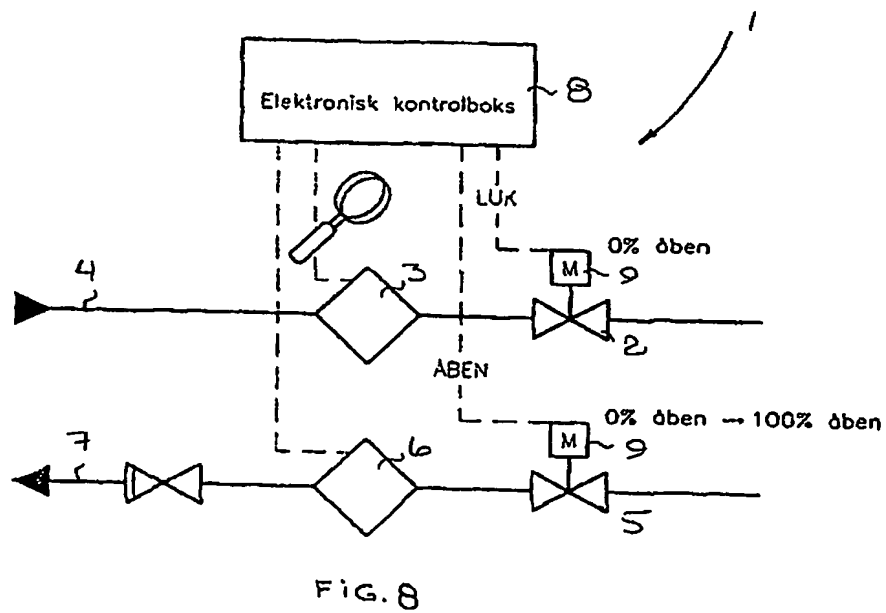 1
Elektronisk kontrolboks
8
LUK
0% åben
M
9
4
3
2
ÅBEN
0% åben → 100% åben
M
9
7
6
5
FIG. 8